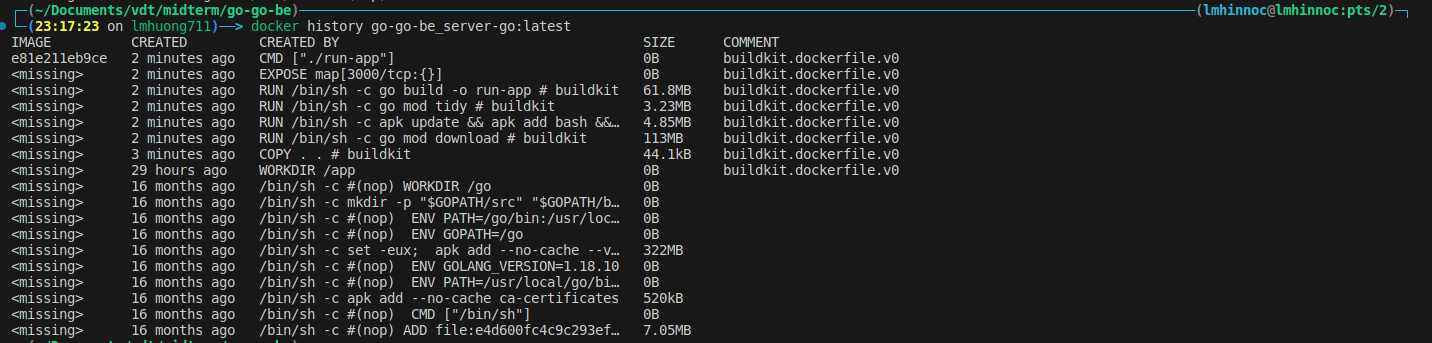 (~/Documents/vdt/midterm/go-go-be) (lmhinnoc@lmhinnoc:pts/2)
(23:17:23 on lmhuong711)—> docker history go-go-be_server-go:latest
IMAGE CREATED CREATED BY SIZE COMMENT
e81e211eb9ce 2 minutes ago CMD ["./run-app"] 0B buildkit.dockerfile.v0
<missing> 2 minutes ago EXPOSE map[3000/tcp:{}] 0B buildkit.dockerfile.v0
<missing> 2 minutes ago RUN /bin/sh -c go build -o run-app # buildkit 61.8MB buildkit.dockerfile.v0
<missing> 2 minutes ago RUN /bin/sh -c go mod tidy # buildkit 3.23MB buildkit.dockerfile.v0
<missing> 2 minutes ago RUN /bin/sh -c apk update && apk add bash &&… 4.85MB buildkit.dockerfile.v0
<missing> 2 minutes ago RUN /bin/sh -c go mod download # buildkit 113MB buildkit.dockerfile.v0
<missing> 3 minutes ago COPY . . # buildkit 44.1kB buildkit.dockerfile.v0
<missing> 29 hours ago WORKDIR /app 0B buildkit.dockerfile.v0
<missing> 16 months ago /bin/sh -c #(nop) WORKDIR /go 0B
<missing> 16 months ago /bin/sh -c mkdir -p "$GOPATH/src" "$GOPATH/b… 0B
<missing> 16 months ago /bin/sh -c #(nop) ENV PATH=/go/bin:/usr/loc… 0B
<missing> 16 months ago /bin/sh -c #(nop) ENV GOPATH=/go 0B
<missing> 16 months ago /bin/sh -c set -eux; apk add --no-cache --v… 322MB
<missing> 16 months ago /bin/sh -c #(nop) ENV GOLANG_VERSION=1.18.10 0B
<missing> 16 months ago /bin/sh -c #(nop) ENV PATH=/usr/local/go/bi… 0B
<missing> 16 months ago /bin/sh -c apk add --no-cache ca-certificates 520kB
<missing> 16 months ago /bin/sh -c #(nop) CMD ["/bin/sh"] 0B
<missing> 16 months ago /bin/sh -c #(nop) ADD file:e4d600fc4c9c293ef… 7.05MB